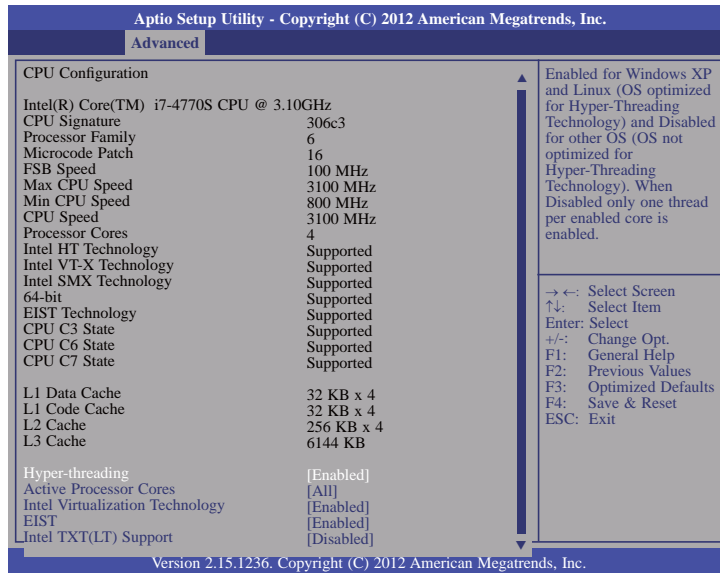 Aptio Setup Utility - Copyright (C) 2012 American Megatrends, Inc.
Advanced
CPU Configuration
Intel(R) Core(TM) i7-4770S CPU @ 3.10GHz
CPU Signature 306c3
Processor Family 6
Microcode Patch 16
FSB Speed 100 MHz
Max CPU Speed 3100 MHz
Min CPU Speed 800 MHz
CPU Speed 3100 MHz
Processor Cores 4
Intel HT Technology Supported
Intel VT-X Technology Supported
Intel SMX Technology Supported
64-bit Supported
EIST Technology Supported
CPU C3 State Supported
CPU C6 State Supported
CPU C7 State Supported
L1 Data Cache 32 KB x 4
L1 Code Cache 32 KB x 4
L2 Cache 256 KB x 4
L3 Cache 6144 KB
Hyper-threading [Enabled]
Active Processor Cores [All]
Intel Virtualization Technology [Enabled]
EIST [Enabled]
Intel TXT(LT) Support [Disabled]
Enabled for Windows XP
and Linux (OS optimized
for Hyper-Threading
Technology) and Disabled
for other OS (OS not
optimized for
Hyper-Threading
Technology). When
Disabled only one thread
per enabled core is
enabled.
→ ←: Select Screen
↑↓: Select Item
Enter: Select
+/-: Change Opt.
F1: General Help
F2: Previous Values
F3: Optimized Defaults
F4: Save & Reset
ESC: Exit
Version 2.15.1236. Copyright (C) 2012 American Megatrends, Inc.